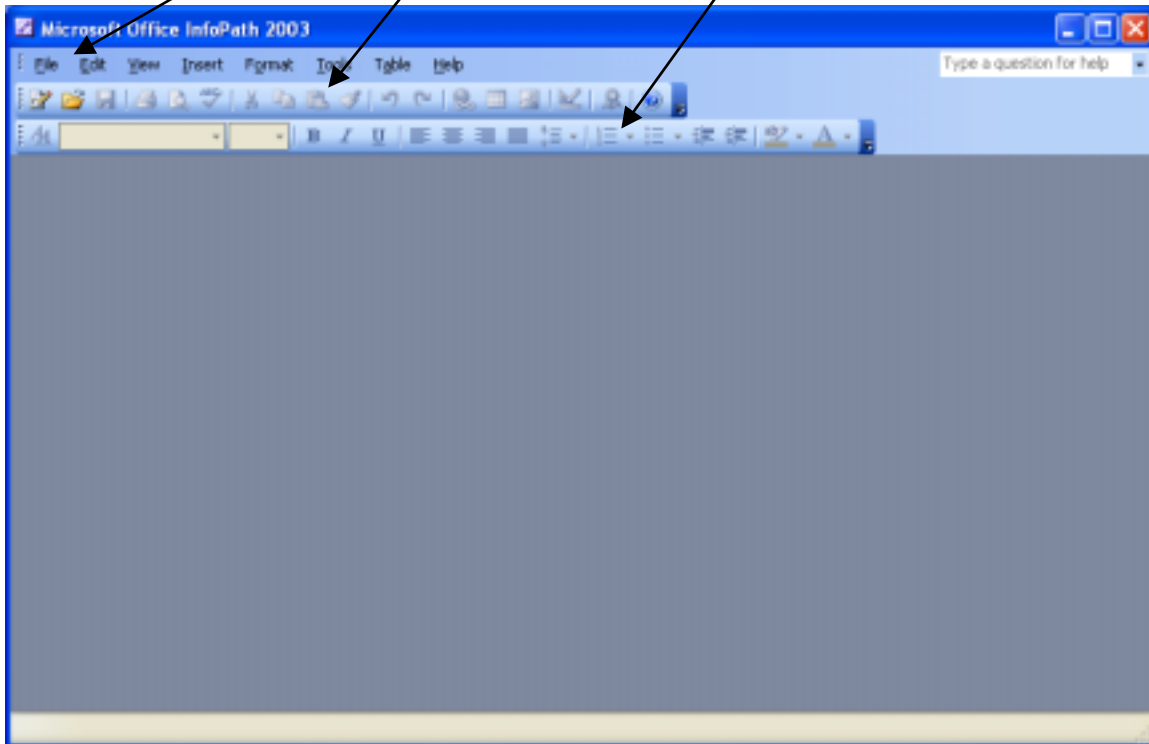 Microsoft Office InfoPath 2003
File Edit View Insert Format Tools Table Help Type a question for help
B I U A